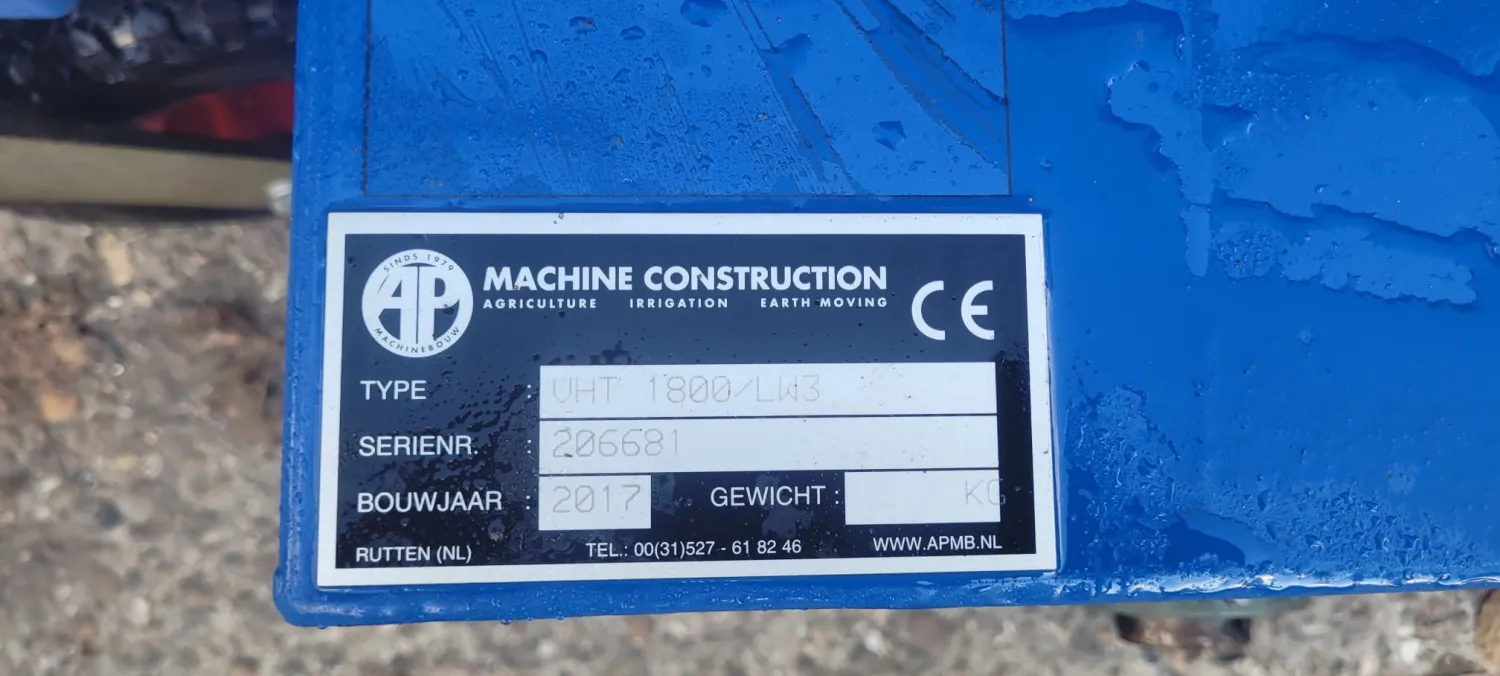 SINDS 1979
AP
MACHINEBOUW
MACHINE CONSTRUCTION
AGRICULTURE IRRIGATION EARTH MOVING
CE
TYPE : VHT 1800/LW3
SERIENR. : 206681
BOUWJAAR : 2017 GEWICHT : KG
RUTTEN (NL) TEL.: 00(31)527 - 61 82 46 WWW.APMB.NL